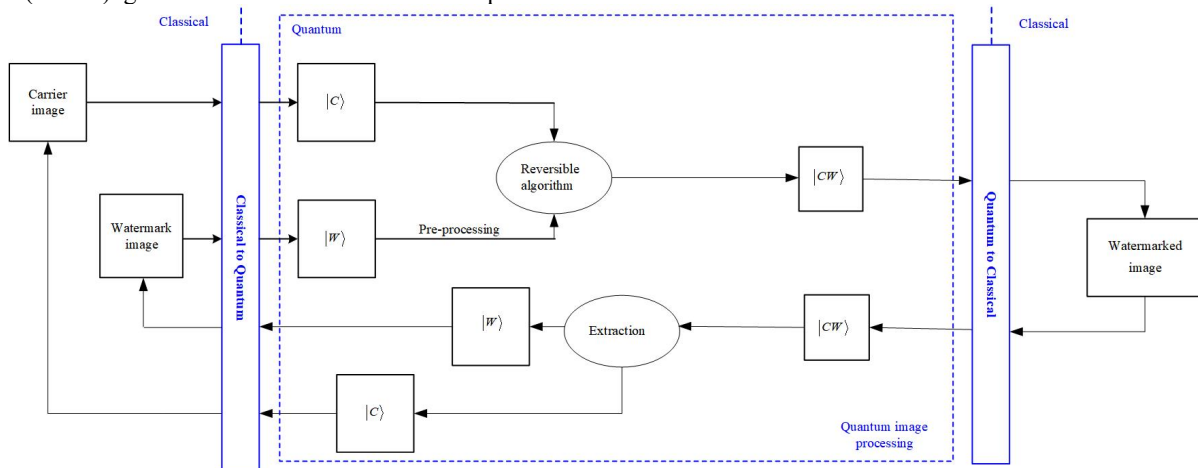 Classical
Quantum
Classical
Carrier
image
|C⟩
Reversible
algorithm
|CW⟩
Watermark
image
Classical to Quantum
|W⟩
Pre-processing
Quantum to Classical
Watermarked
image
|W⟩
Extraction
|CW⟩
|C⟩
Quantum image
processing